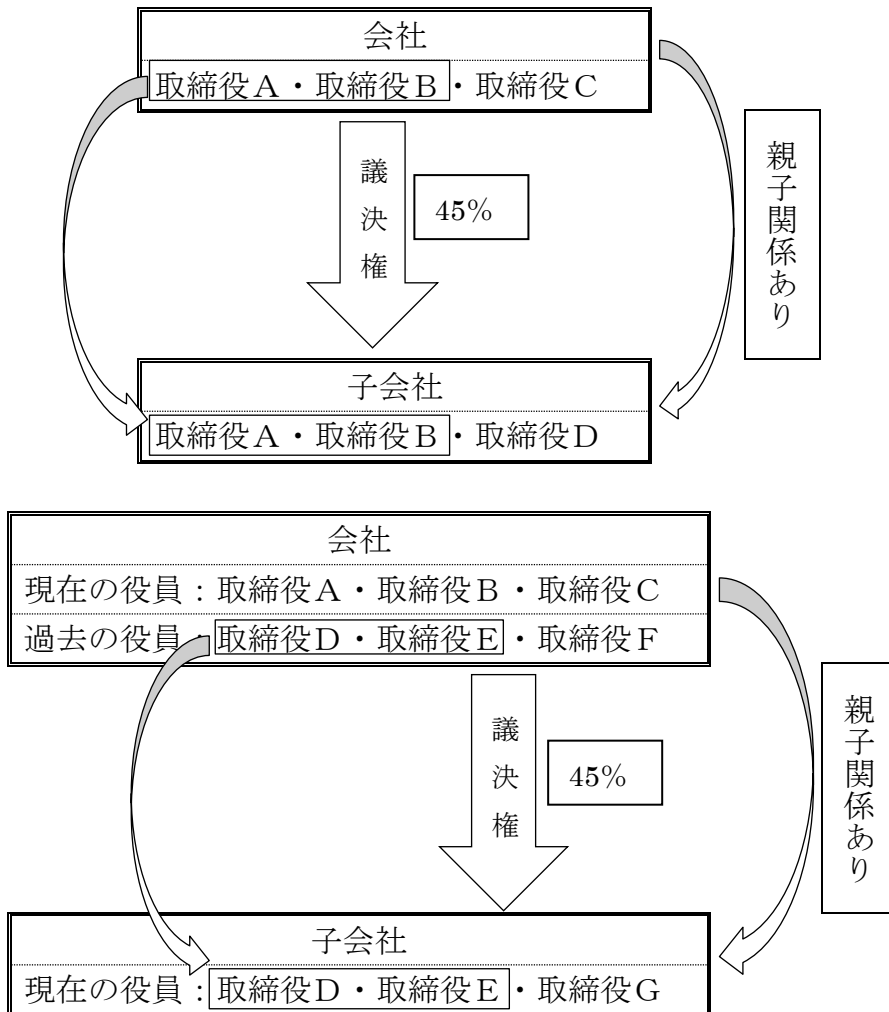 会社
取締役A・取締役B・取締役C
議決権
45%
親子関係あり
子会社
取締役A・取締役B・取締役D
会社
現在の役員：取締役A・取締役B・取締役C
過去の役員：取締役D・取締役E・取締役F
議決権
45%
親子関係あり
子会社
現在の役員：取締役D・取締役E・取締役G